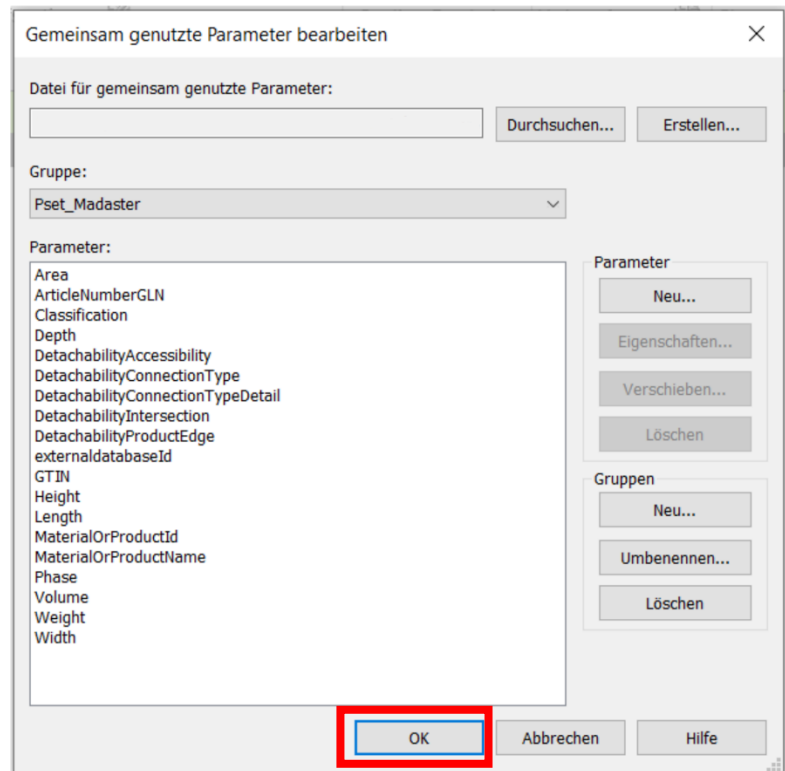 Gemeinsam genutzte Parameter bearbeiten
Datei für gemeinsam genutzte Parameter:
Durchsuchen...
Erstellen...
Gruppe:
Pset_Madaster
Parameter:
Area
ArticleNumberGLN
Classification
Depth
DetachabilityAccessibility
DetachabilityConnectionType
DetachabilityConnectionTypeDetail
DetachabilityIntersection
DetachabilityProductEdge
externaldatabaseId
GTIN
Height
Length
MaterialOrProductId
MaterialOrProductName
Phase
Volume
Weight
Width
Parameter
Neu...
Eigenschaften...
Verschieben...
Löschen
Gruppen
Neu...
Umbenennen...
Löschen
OK
Abbrechen
Hilfe